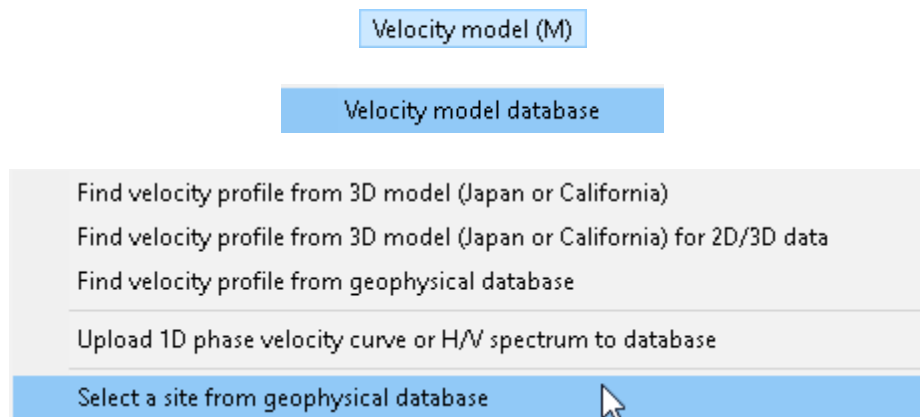 Velocity model (M)
Velocity model database
Find velocity profile from 3D model (Japan or California)
Find velocity profile from 3D model (Japan or California) for 2D/3D data
Find velocity profile from geophysical database
Upload 1D phase velocity curve or H/V spectrum to database
Select a site from geophysical database